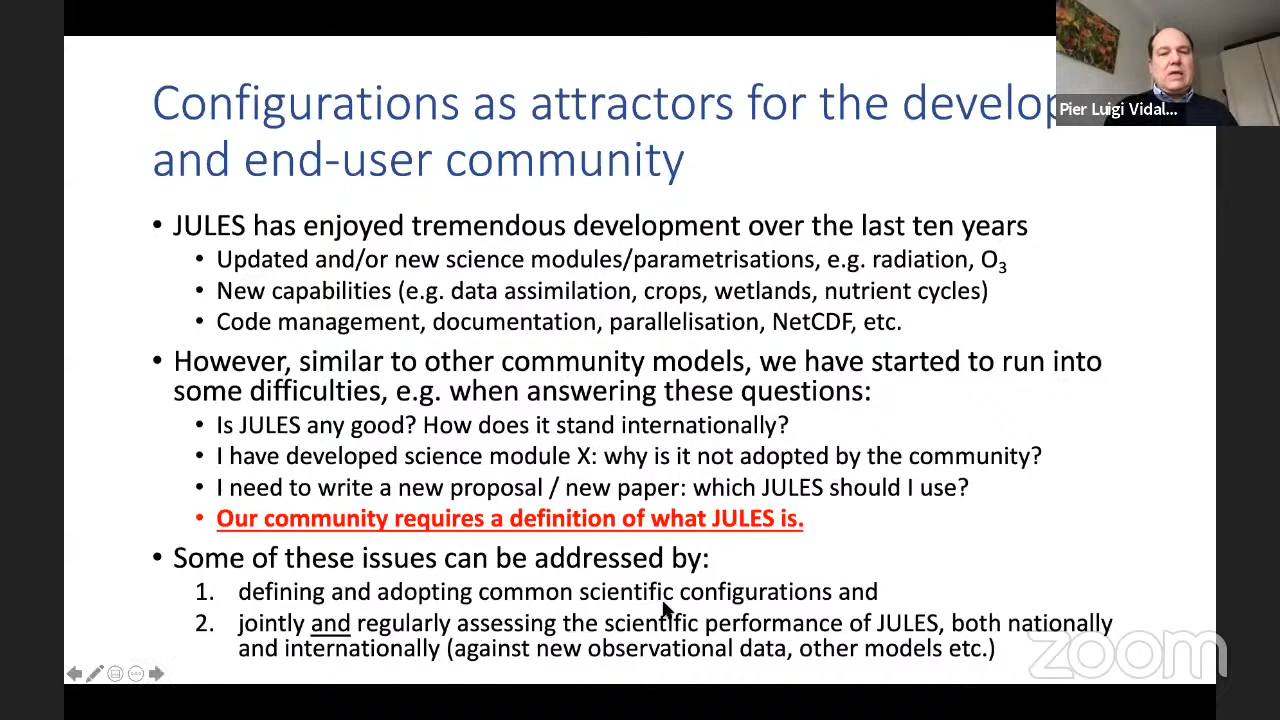 Configurations as attractors for the develop
and end-user community
Pier Luigi Vidal...
• JULES has enjoyed tremendous development over the last ten years
• Updated and/or new science modules/parametrisations, e.g. radiation, O₃
• New capabilities (e.g. data assimilation, crops, wetlands, nutrient cycles)
• Code management, documentation, parallelisation, NetCDF, etc.
• However, similar to other community models, we have started to run into
some difficulties, e.g. when answering these questions:
• Is JULES any good? How does it stand internationally?
• I have developed science module X: why is it not adopted by the community?
• I need to write a new proposal / new paper: which JULES should I use?
• Our community requires a definition of what JULES is.
• Some of these issues can be addressed by:
1. defining and adopting common scientific configurations and
2. jointly and regularly assessing the scientific performance of JULES, both nationally
and internationally (against new observational data, other models etc.)
zoom